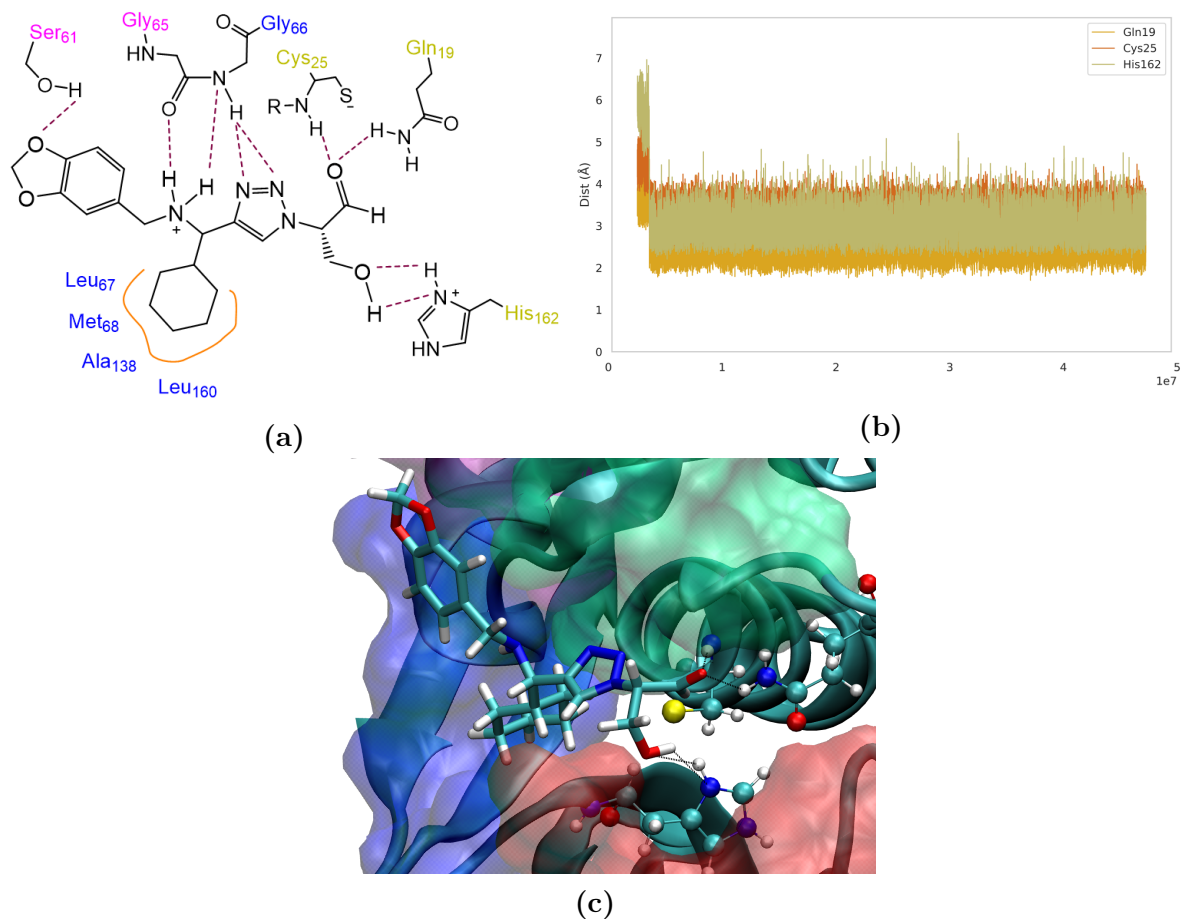 Ser61
Gly65
Gly66
Cys25
Gln19
HN
O
O
H
O
N
H
R
N
H
S
−
H
N
H
O
O
O
H
H
N
+
N
N
N
O
H
O
H
H
N
+
HN
His162
Leu67
Met68
Ala138
Leu160
(a)
Gln19
Cys25
His162
Dist (Å)
7
6
5
4
3
2
1
0
0
1
2
3
4
5
1e7
(b)
(c)